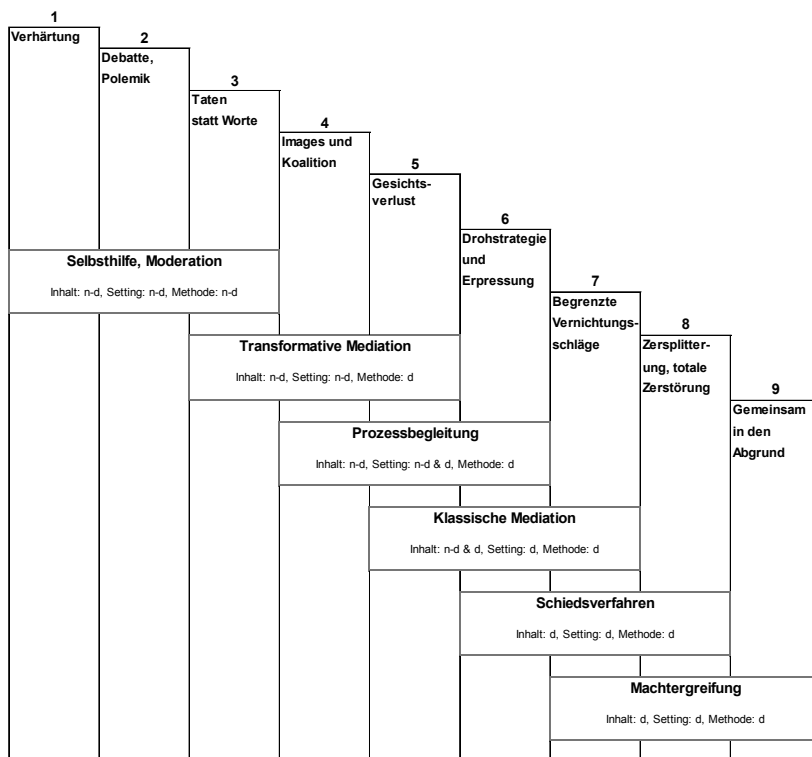 1
Verhärtung
2
Debatte,
Polemik
3
Taten
statt Worte
4
Images und
Koalition
5
Gesichts-
verlust
6
Drohstrategie
und
Erpressung
7
Begrenzte
Vernichtungs-
schläge
8
Zersplitter-
ung, totale
Zerstörung
9
Gemeinsam
in den
Abgrund
Selbsthilfe, Moderation
Inhalt: n-d, Setting: n-d, Methode: n-d
Transformative Mediation
Inhalt: n-d, Setting: n-d, Methode: d
Prozessbegleitung
Inhalt: n-d, Setting: n-d & d, Methode: d
Klassische Mediation
Inhalt: n-d & d, Setting: d, Methode: d
Schiedsverfahren
Inhalt: d, Setting: d, Methode: d
Machtergreifung
Inhalt: d, Setting: d, Methode: d